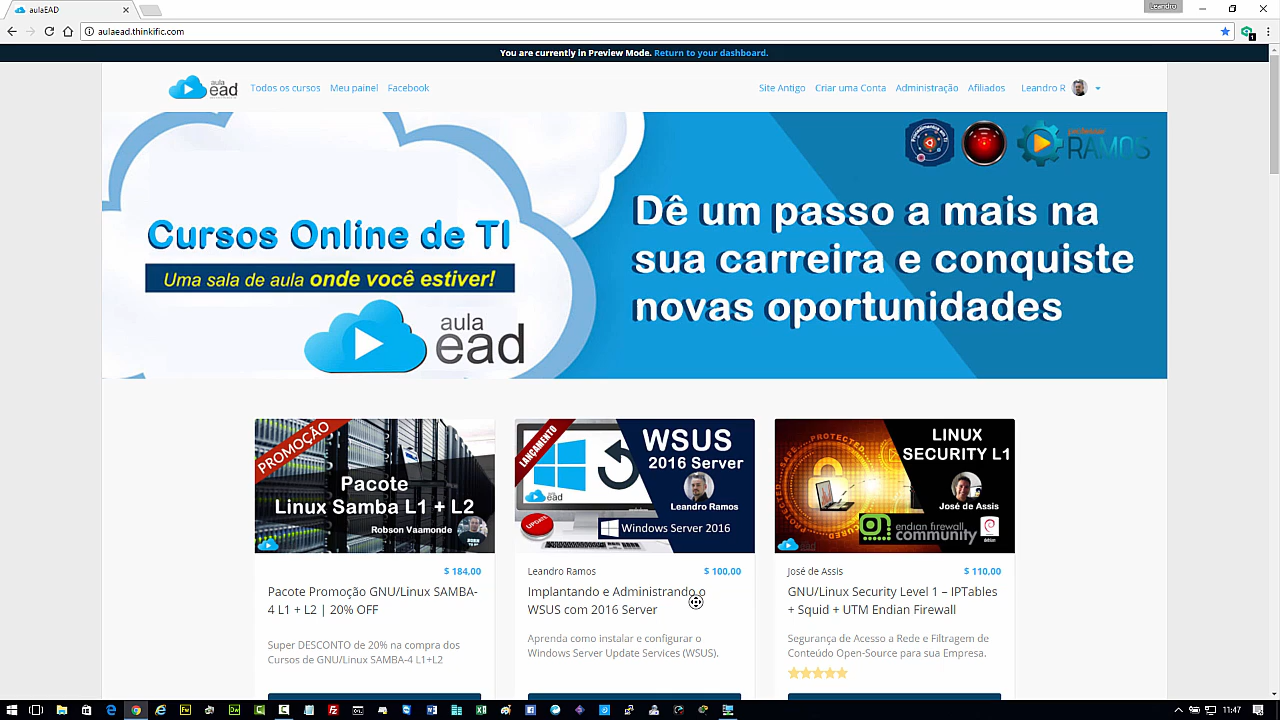 aulaEAD
Leandro
aulaead.thinkific.com
You are currently in Preview Mode. Return to your dashboard.
aula
ead
Todos os cursos
Meu painel
Facebook
Site Antigo
Criar uma Conta
Administração
Afiliados
Leandro R
professor
RAMOS
Cursos Online de TI
Uma sala de aula onde você estiver!
aula
ead
Dê um passo a mais na
sua carreira e conquiste
novas oportunidades
PROMOÇÃO
Pacote
Linux Samba L1 + L2
Robson Vaamonde
LANÇAMENTO
WSUS
2016 Server
Leandro Ramos
ead
UPDATE
Windows Server 2016
LINUX
SECURITY L1
José de Assis
endian firewall
community
debian
ead
$ 184,00
Pacote Promoção GNU/Linux SAMBA-
4 L1 + L2 | 20% OFF
Super DESCONTO de 20% na compra dos
Cursos de GNU/Linux SAMBA-4 L1+L2
Leandro Ramos
$ 100,00
Implantando e Administrando o
WSUS com 2016 Server
Aprenda como instalar e configurar o
Windows Server Update Services (WSUS).
José de Assis
$ 110,00
GNU/Linux Security Level 1 – IPTables
+ Squid + UTM Endian Firewall
Segurança de Acesso a Rede e Filtragem de
Conteúdo Open-Source para sua Empresa.
11:47